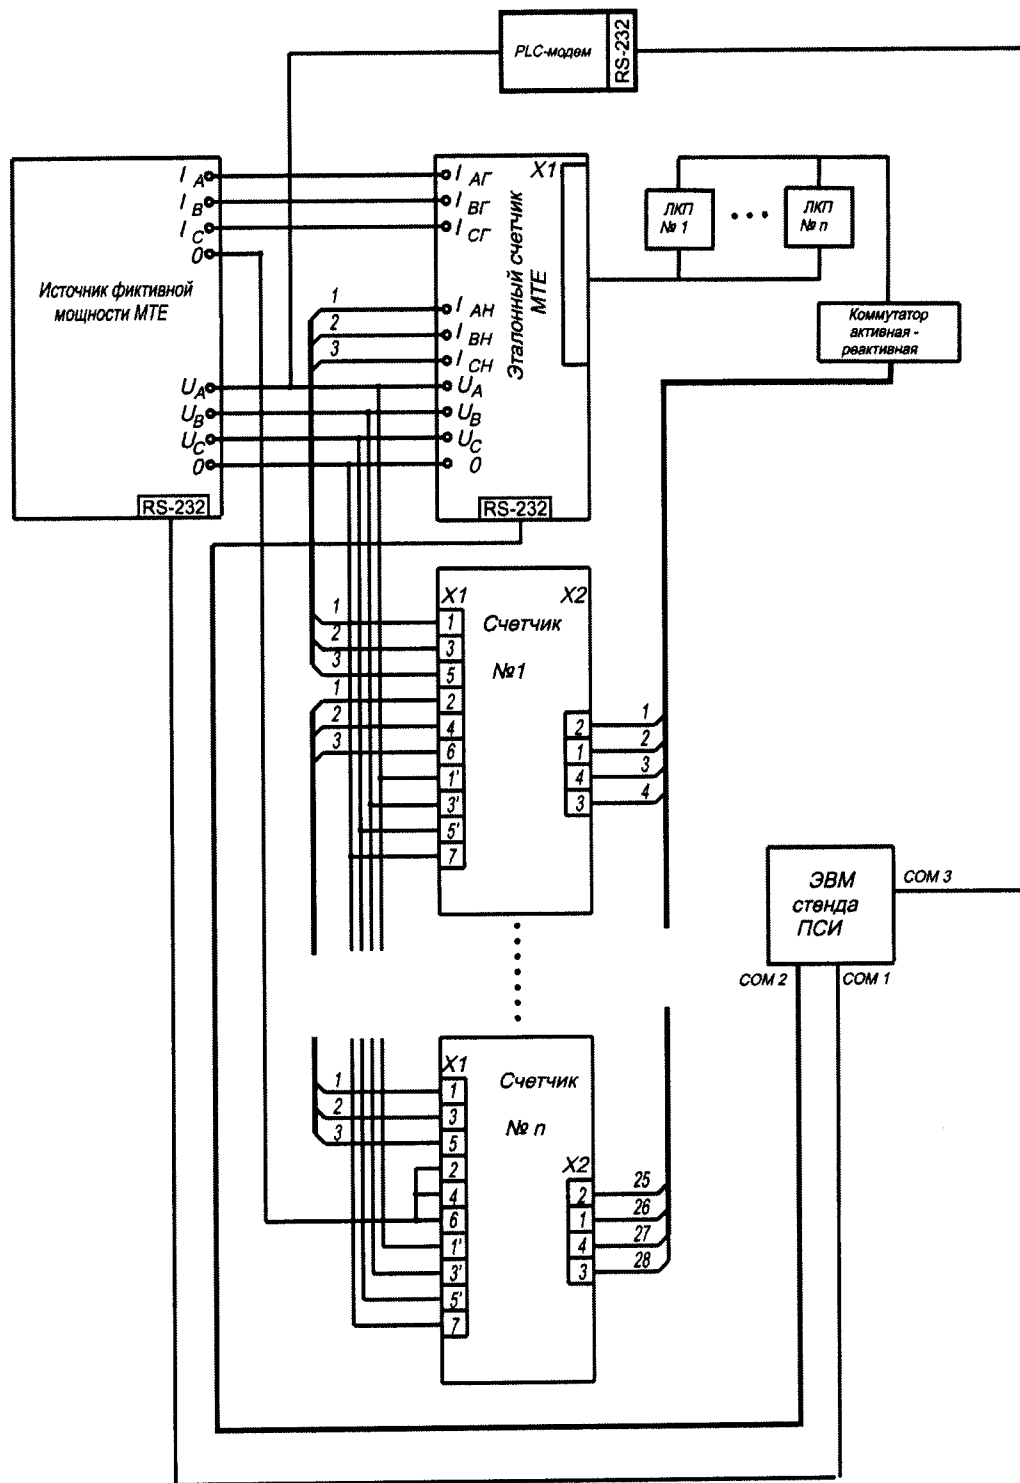 PLC-модем
RS-232
I A
I B
I C
0
Источник фиктивной
мощности МТЕ
U A
U B
U C
0
RS-232
I АГ
I ВГ
I СГ
X1
Эталонный счетчик
МТЕ
1
I АН
2
I ВН
3
I СН
U A
U B
U C
0
RS-232
ЛКП
№ 1
• • •
ЛКП
№ n
Коммутатор
активная -
реактивная
X1
X2
Счетчик
№1
1
1
2
3
3
5
1
2
2
4
3
6
1'
3'
5'
7
2
1
1
2
4
3
3
4
ЭВМ
стенда
ПСИ
COM 3
COM 2
COM 1
X1
Счетчик
№ n
1
1
2
3
3
5
2
4
6
1'
3'
5'
7
X2
2
25
1
26
4
27
3
28